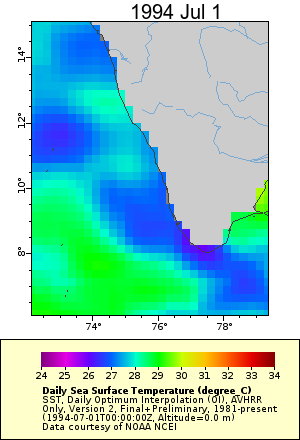 1994 Jul 1
14°
12°
10°
8°
74° 76° 78°
24 25 26 27 28 29 30 31 32 33 34
Daily Sea Surface Temperature (degree_C)
SST, Daily Optimum Interpolation (OI), AVHRR
Only, Version 2, Final+Preliminary, 1981-present
(1994-07-01T00:00:00Z, Altitude=0.0 m)
Data courtesy of NOAA NCEI